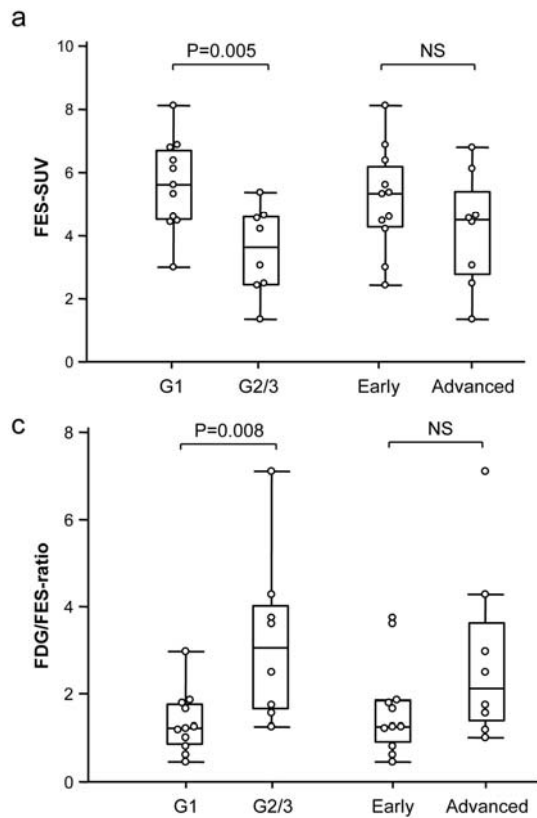 a
P=0.005
NS
10
8
6
4
2
0
FES-SUV
G1
G2/3
Early
Advanced
c
P=0.008
NS
8
6
4
2
0
FDG/FES-ratio
G1
G2/3
Early
Advanced